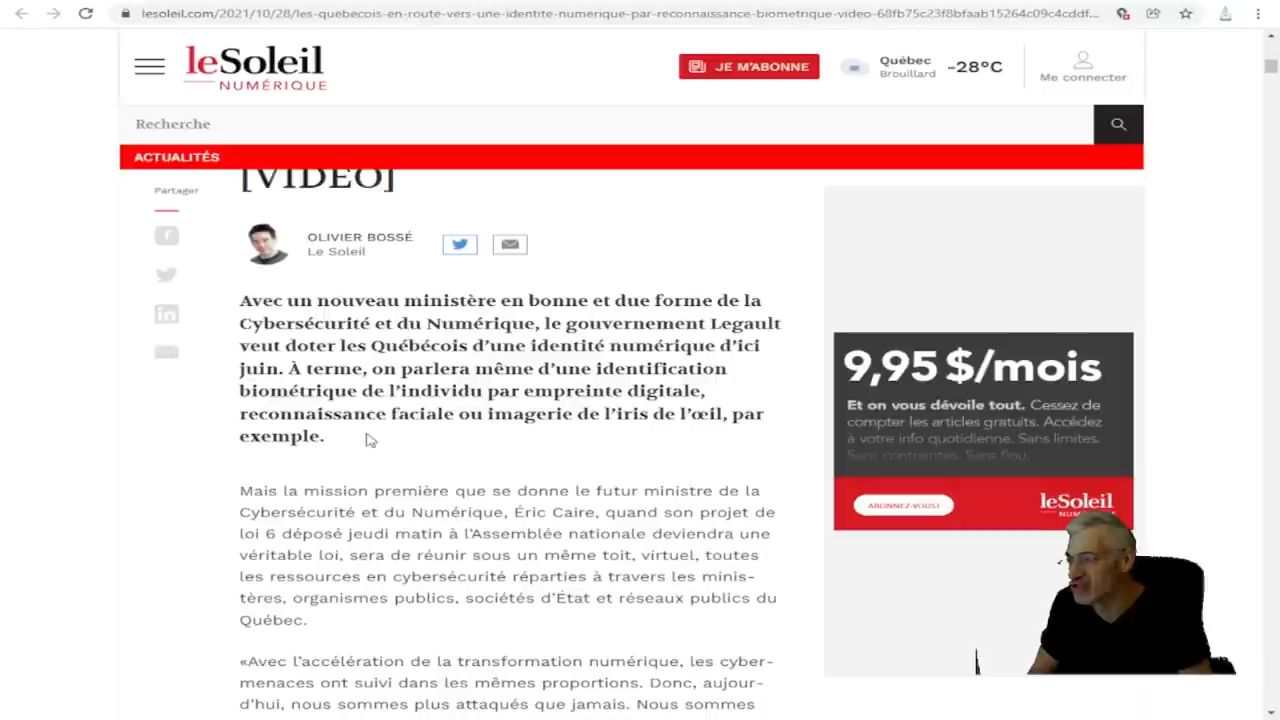 lesoleil.com/2021/10/28/les-quebecois-en-route-vers-une-identite-numerique-par-reconnaissance-biometrique-video-68fb75c23f8bfaab15264c09c4cddf...
leSoleil
NUMÉRIQUE
JE M'ABONNE
Québec
Brouillard
-28°C
Me connecter
Recherche
ACTUALITÉS
[VIDÉO]
Partager
OLIVIER BOSSÉ
Le Soleil
Avec un nouveau ministère en bonne et due forme de la
Cybersécurité et du Numérique, le gouvernement Legault
veut doter les Québécois d'une identité numérique d'ici
juin. À terme, on parlera même d'une identification
biométrique de l'individu par empreinte digitale,
reconnaissance faciale ou imagerie de l'iris de l'œil, par
exemple.
Mais la mission première que se donne le futur ministre de la
Cybersécurité et du Numérique, Éric Caire, quand son projet de
loi 6 déposé jeudi matin à l'Assemblée nationale deviendra une
véritable loi, sera de réunir sous un même toit, virtuel, toutes
les ressources en cybersécurité réparties à travers les minis-
tères, organismes publics, sociétés d'État et réseaux publics du
Québec.
«Avec l'accélération de la transformation numérique, les cyber-
menaces ont suivi dans les mêmes proportions. Donc, aujour-
d'hui, nous sommes plus attaqués que jamais. Nous sommes
9,95 $/mois
Et on vous dévoile tout. Cessez de
compter les articles gratuits. Accédez
à votre info quotidienne. Sans limites.
Sans contraintes. Sans flou.
ABONNEZ-VOUS!
leSoleil